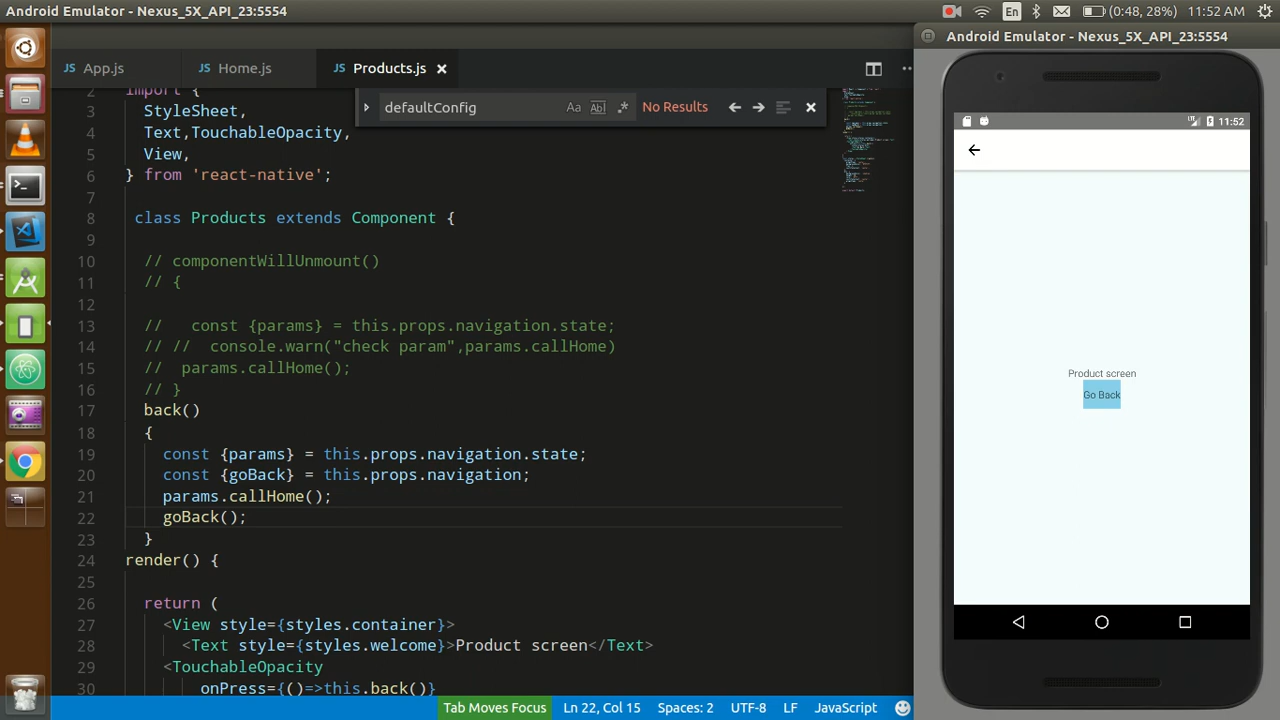 Android Emulator - Nexus_5X_API_23:5554
En
(0:48, 28%)
11:52 AM
JS App.js
JS Home.js
JS Products.js
defaultConfig
Aa
Abl
.*
No Results
2 import {
3 StyleSheet,
4 Text,TouchableOpacity,
5 View,
6 } from 'react-native';
7
8 class Products extends Component {
9
10 // componentWillUnmount()
11 // {
12
13 // const {params} = this.props.navigation.state;
14 // // console.warn("check param",params.callHome)
15 // params.callHome();
16 // }
17 back()
18 {
19 const {params} = this.props.navigation.state;
20 const {goBack} = this.props.navigation;
21 params.callHome();
22 goBack();
23 }
24 render() {
25
26 return (
27 <View style={styles.container}>
28 <Text style={styles.welcome}>Product screen</Text>
29 <TouchableOpacity
30 onPress={()=>this.back()}
Tab Moves Focus
Ln 22, Col 15
Spaces: 2
UTF-8
LF
JavaScript
Android Emulator - Nexus_5X_API_23:5554
11:52
Product screen
Go Back